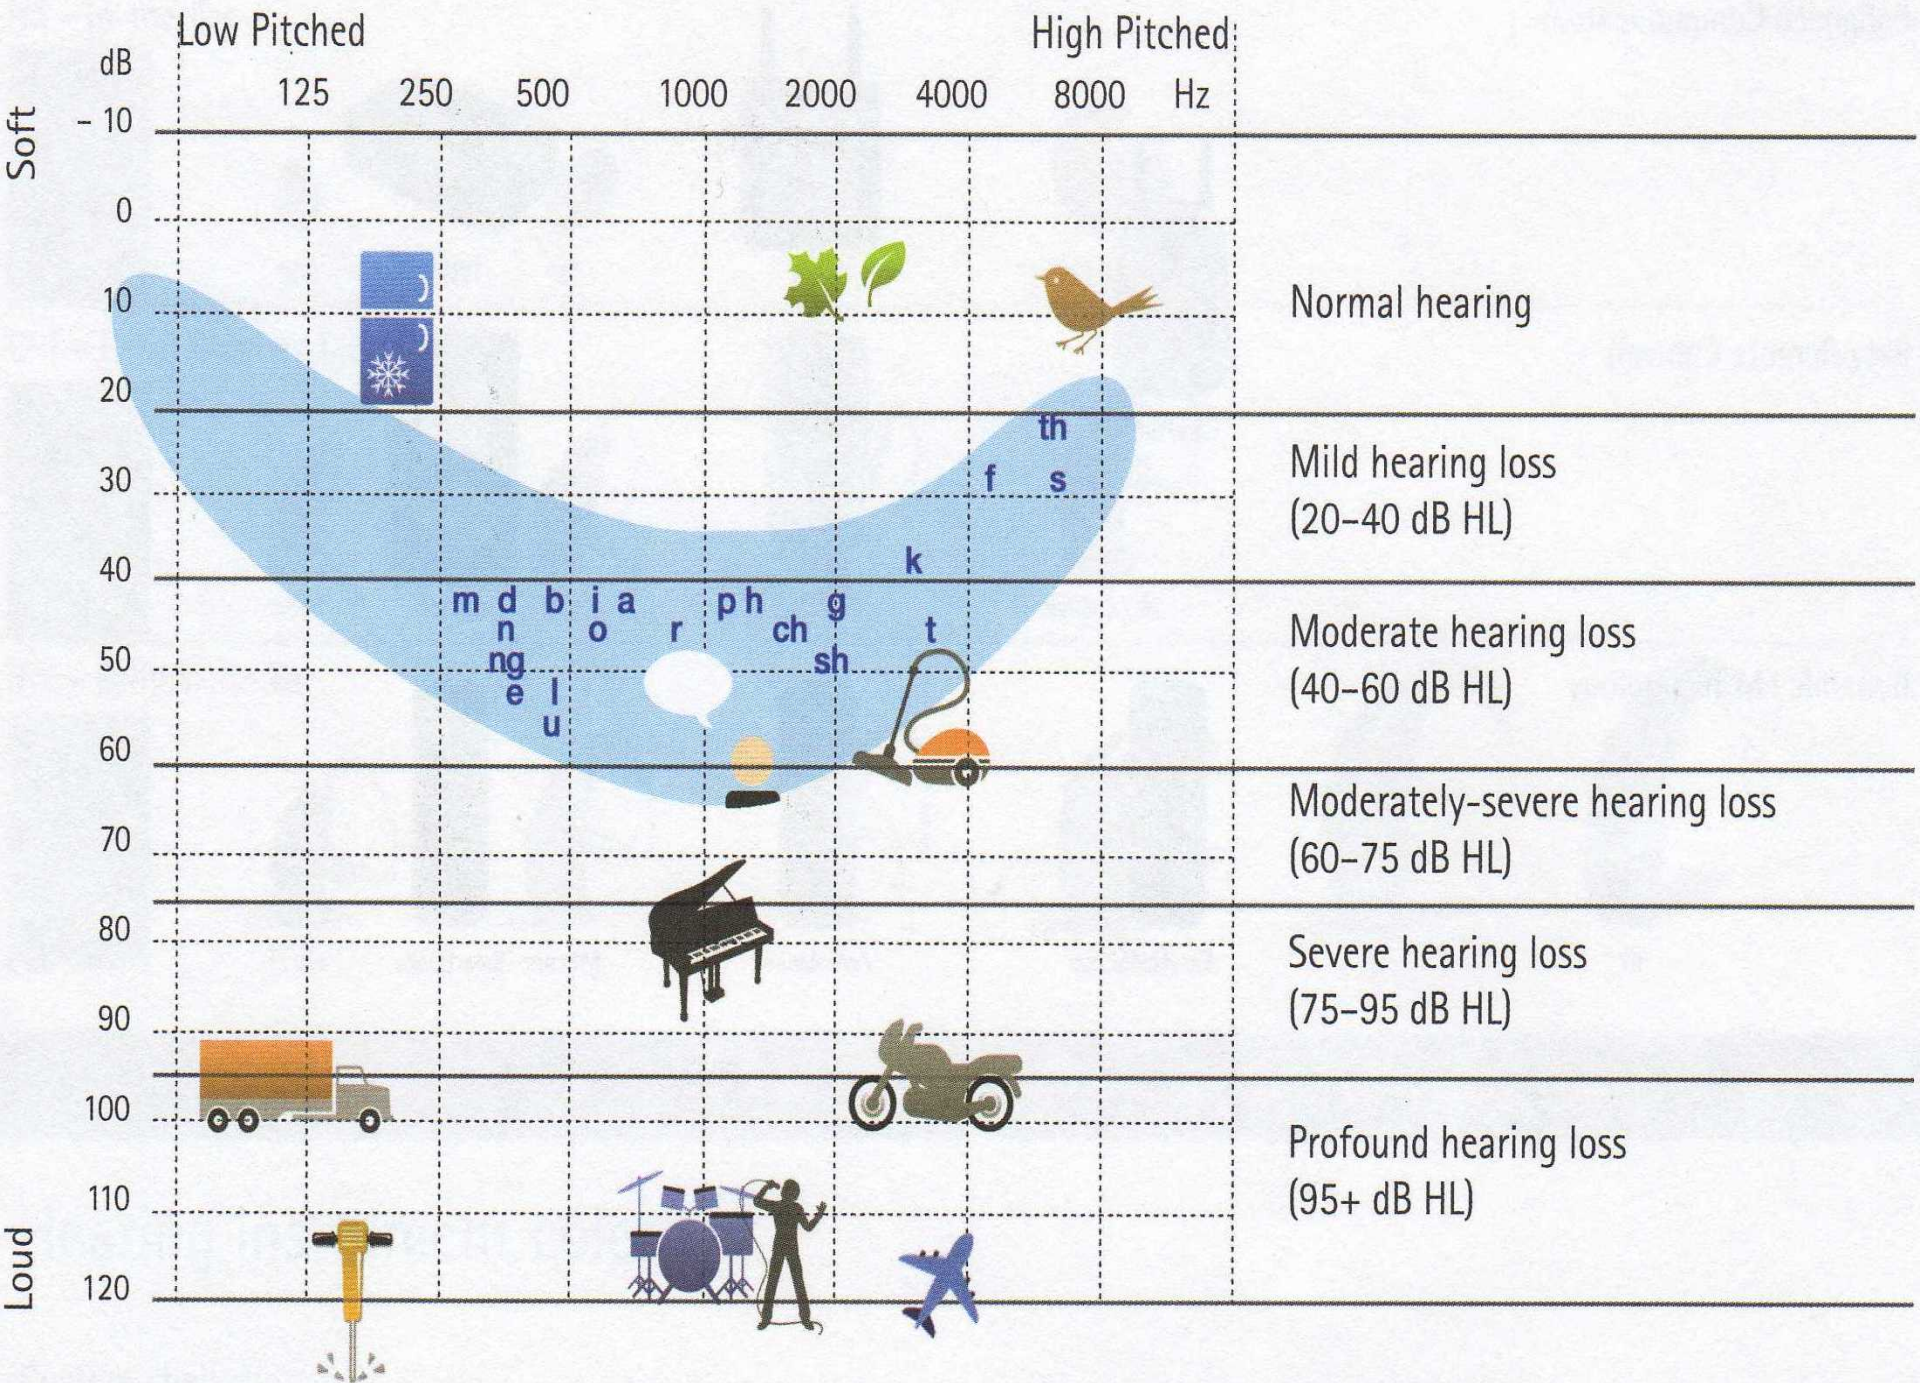 Low Pitched High Pitched
dB 125 250 500 1000 2000 4000 8000 Hz
Soft
– 10
0
10
Normal hearing
20
th
Mild hearing loss
f s
30
(20–40 dB HL)
k
40
m d b i a p h g
n o r ch t
Moderate hearing loss
50
ng sh
e l
(40–60 dB HL)
u
60
Moderately-severe hearing loss
70
(60–75 dB HL)
80
Severe hearing loss
90
(75–95 dB HL)
100
Profound hearing loss
110
(95+ dB HL)
Loud
120